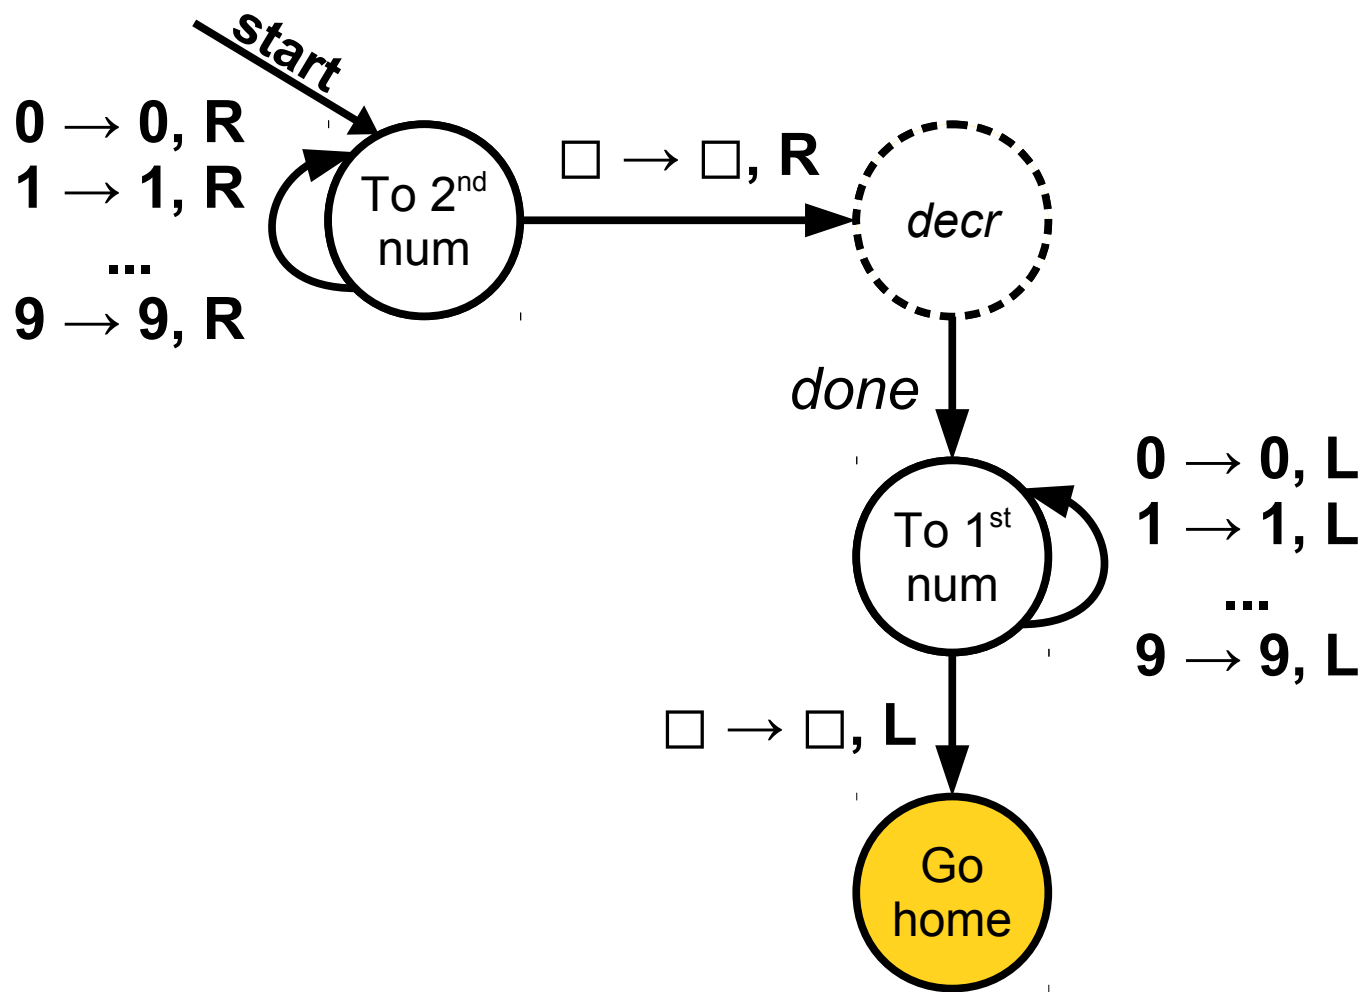 start
0 → 0, R
1 → 1, R
...
9 → 9, R
To 2nd
num
□ → □, R
decr
done
To 1st
num
0 → 0, L
1 → 1, L
...
9 → 9, L
□ → □, L
Go
home